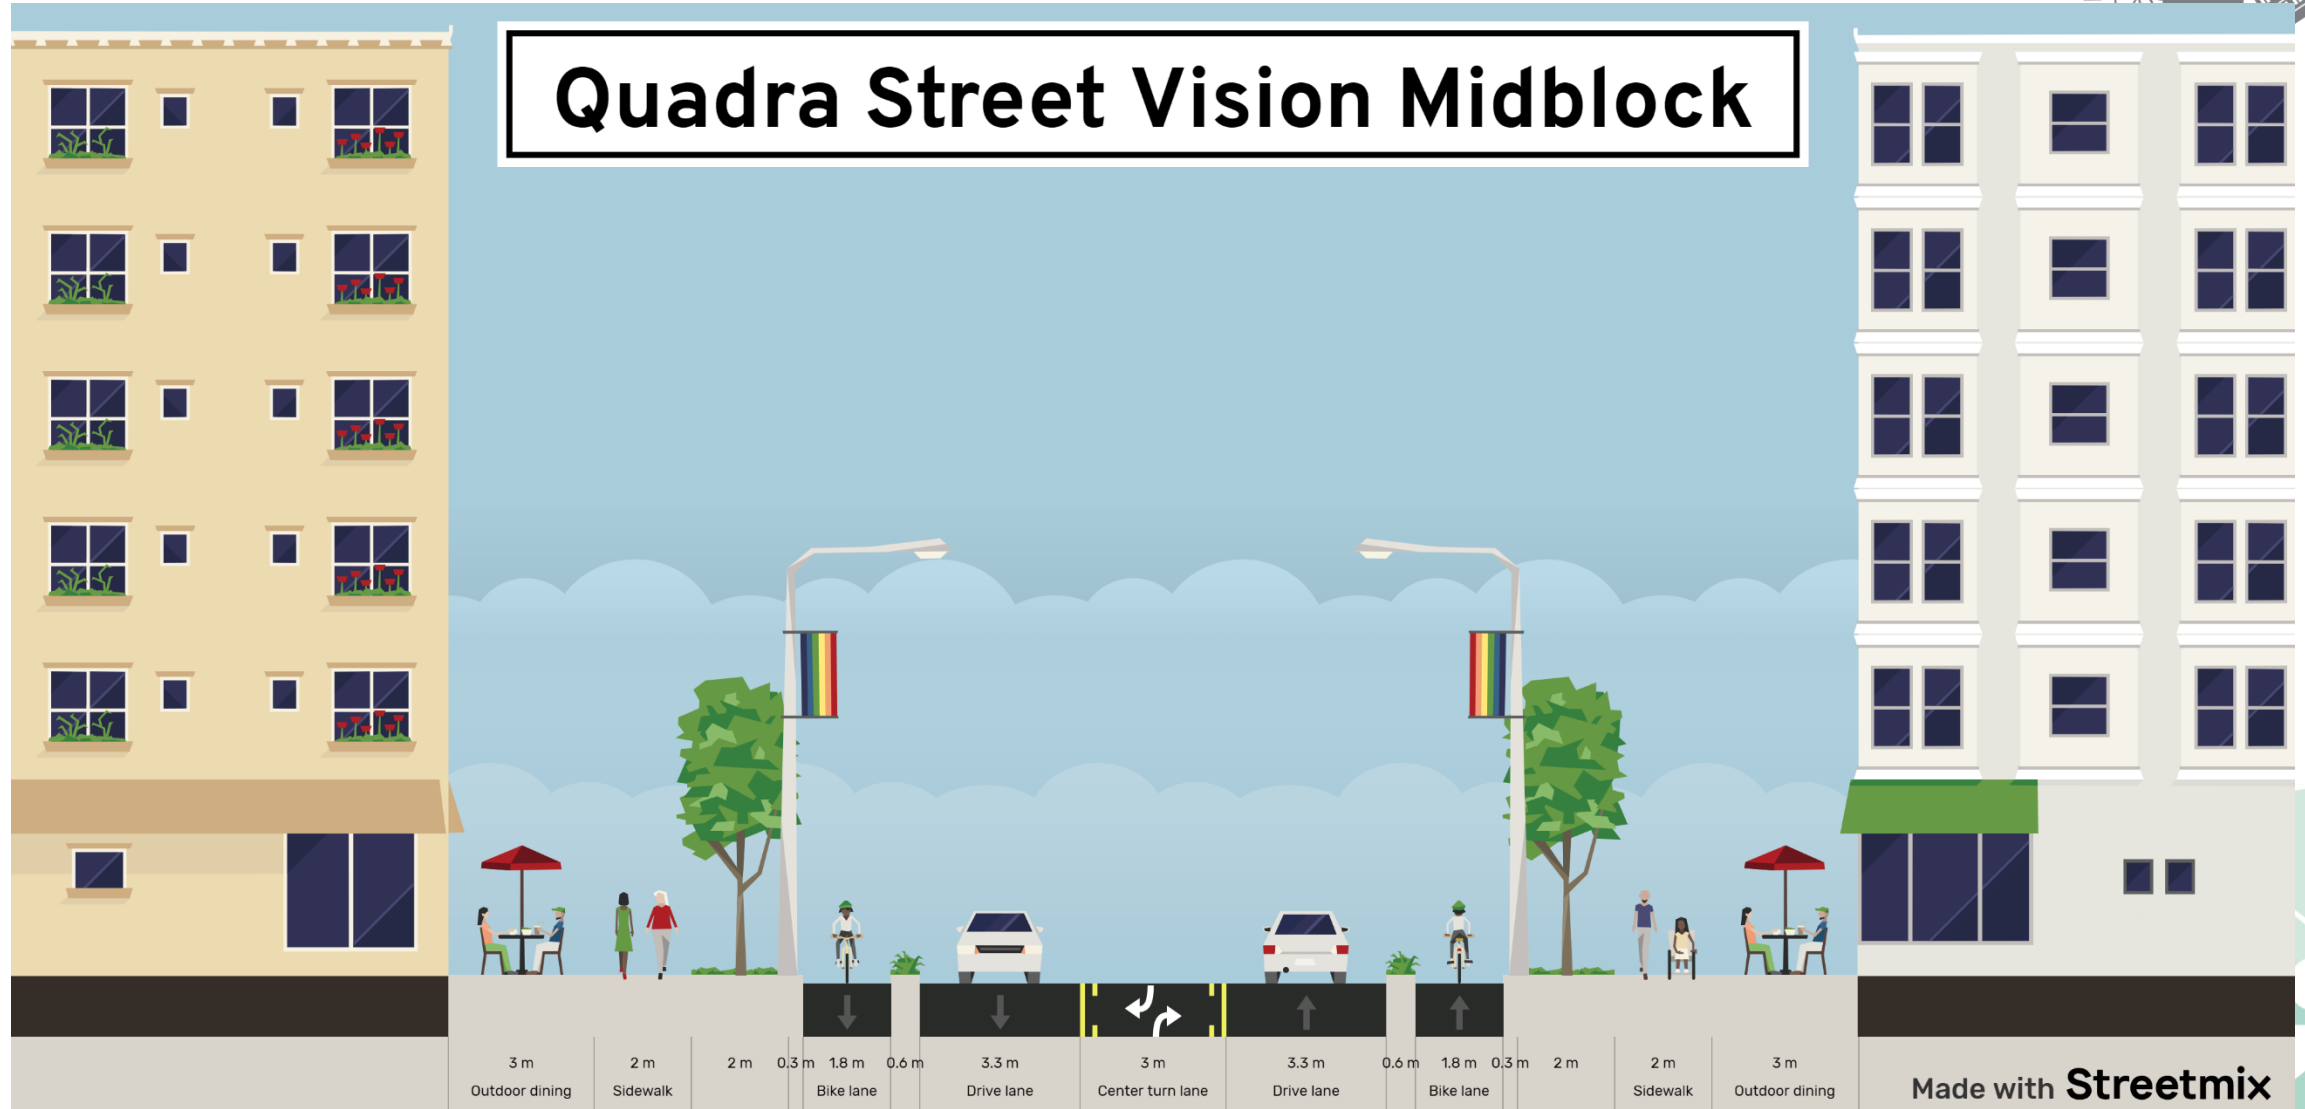 Quadra Street Vision Midblock
3 m 2 m 2 m 0.3 m 1.8 m 0.6 m 3.3 m 3 m 3.3 m 0.6 m 1.8 m 0.3 m 2 m 2 m 3 m
Outdoor dining Sidewalk Bike lane Drive lane Center turn lane Drive lane Bike lane Sidewalk Outdoor dining
Made with Streetmix